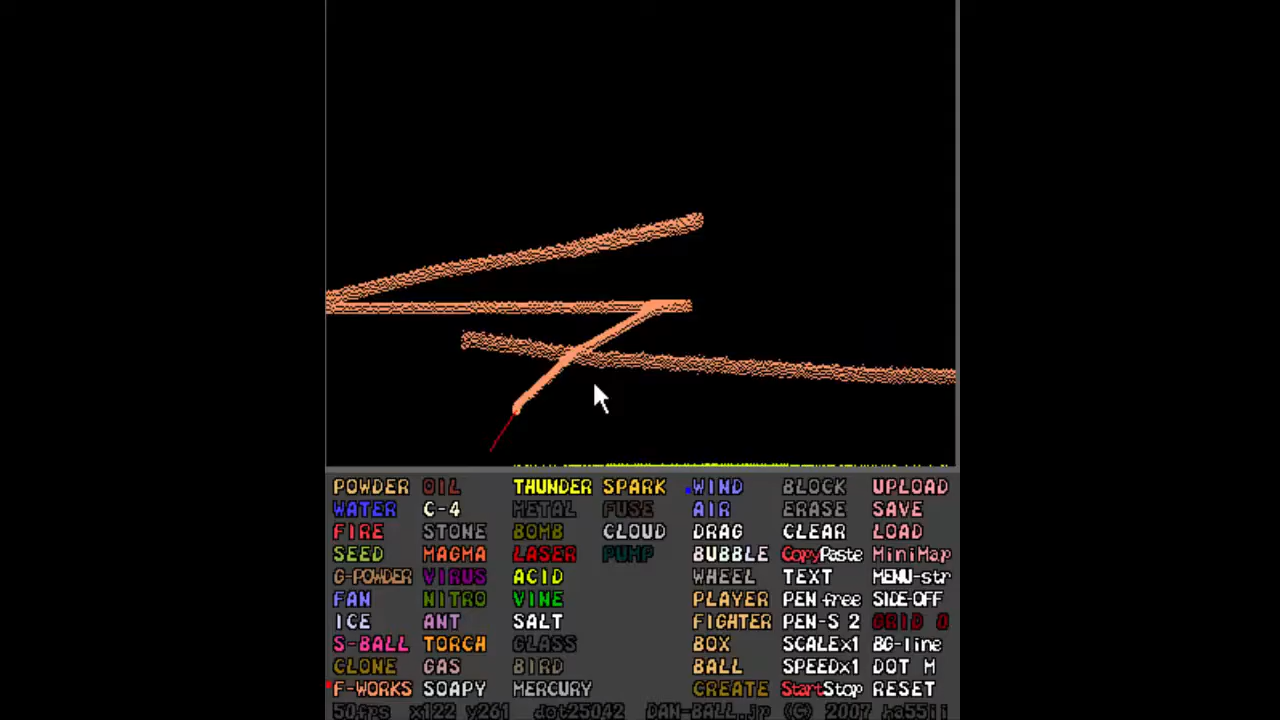 POWDER OIL THUNDER SPARK WIND BLOCK UPLOAD
WATER C-4 METAL FUSE AIR ERASE SAVE
FIRE STONE BOMB CLOUD DRAG CLEAR LOAD
SEED MAGMA LASER PUMP BUBBLE CopyPaste MiniMap
G-POWDER VIRUS ACID WHEEL TEXT MENU-str
FAN NITRO VINE PLAYER PEN-free SIDE-OFF
ICE ANT SALT FIGHTER PEN-S 2 GRID 0
S-BALL TORCH GLASS BOX SCALEx1 BG-line
CLONE GAS BIRD BALL SPEEDx1 DOT M
F-WORKS SOAPY MERCURY CREATE StartStop RESET
50fps x122 y261 dot25042 DAN-BALL.jp (C) 2007 ha55ii